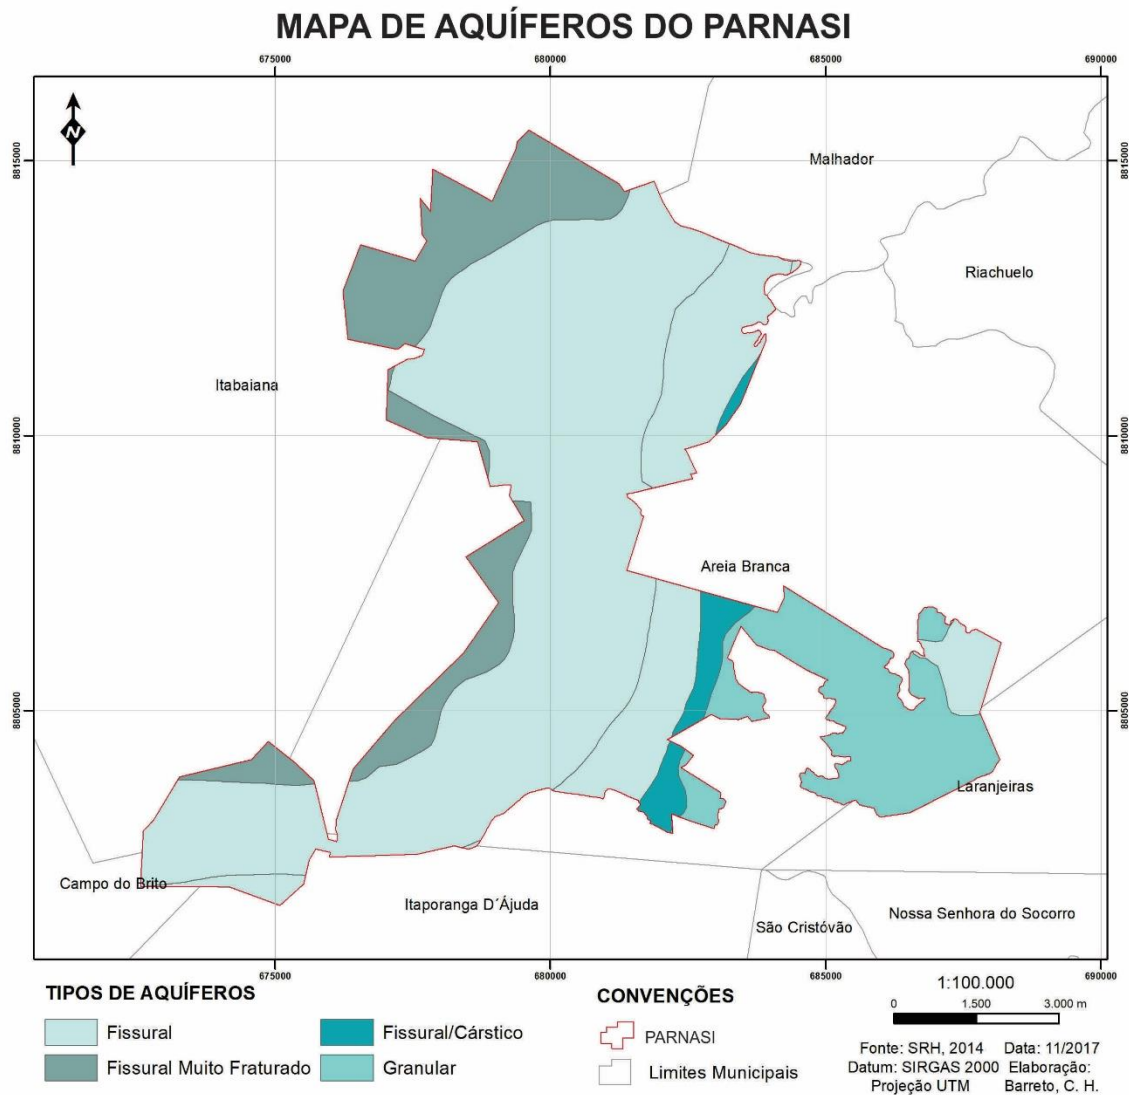 MAPA DE AQUÍFEROS DO PARNASI
675000
680000
685000
690000
N
8815000
8815000
Malhador
Riachuelo
Itabaiana
8810000
8810000
Areia Branca
8805000
8805000
Laranjeiras
Campo do Brito
Itaporanga D´Ájuda
São Cristóvão
Nossa Senhora do Socorro
675000
680000
685000
690000
TIPOS DE AQUÍFEROS
Fissural
Fissural/Cárstico
Fissural Muito Fraturado
Granular
CONVENÇÕES
PARNASI
Limites Municipais
1:100.000
0 1.500 3.000 m
Fonte: SRH, 2014 Data: 11/2017
Datum: SIRGAS 2000 Elaboração:
Projeção UTM Barreto, C. H.